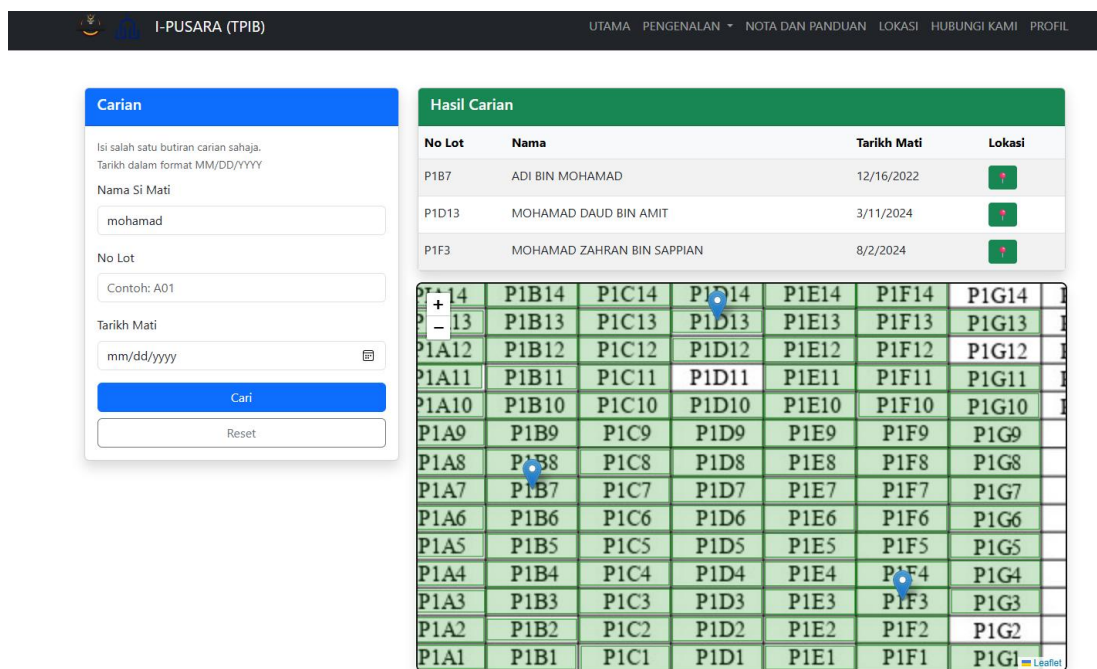 I-PUSARA (TPIB)
UTAMA PENGENALAN NOTA DAN PANDUAN LOKASI HUBUNGI KAMI PROFIL
Carian
Isi salah satu butiran carian sahaja.
Tarikh dalam format MM/DD/YYYY
Nama Si Mati
mohamad
No Lot
Contoh: A01
Tarikh Mati
mm/dd/yyyy
Cari
Reset
Hasil Carian
No Lot Nama Tarikh Mati Lokasi
P1B7 ADI BIN MOHAMAD 12/16/2022
P1D13 MOHAMAD DAUD BIN AMIT 3/11/2024
P1F3 MOHAMAD ZAHRAN BIN SAPPIAN 8/2/2024
+
−
P1B14 P1C14 P1D14 P1E14 P1F14 P1G14
P1B13 P1C13 P1D13 P1E13 P1F13 P1G13
P1A12 P1B12 P1C12 P1D12 P1E12 P1F12 P1G12
P1A11 P1B11 P1C11 P1D11 P1E11 P1F11 P1G11
P1A10 P1B10 P1C10 P1D10 P1E10 P1F10 P1G10
P1A9 P1B9 P1C9 P1D9 P1E9 P1F9 P1G9
P1A8 P1B8 P1C8 P1D8 P1E8 P1F8 P1G8
P1A7 P1B7 P1C7 P1D7 P1E7 P1F7 P1G7
P1A6 P1B6 P1C6 P1D6 P1E6 P1F6 P1G6
P1A5 P1B5 P1C5 P1D5 P1E5 P1F5 P1G5
P1A4 P1B4 P1C4 P1D4 P1E4 P1F4 P1G4
P1A3 P1B3 P1C3 P1D3 P1E3 P1F3 P1G3
P1A2 P1B2 P1C2 P1D2 P1E2 P1F2 P1G2
P1A1 P1B1 P1C1 P1D1 P1E1 P1F1 P1G1
Leaflet